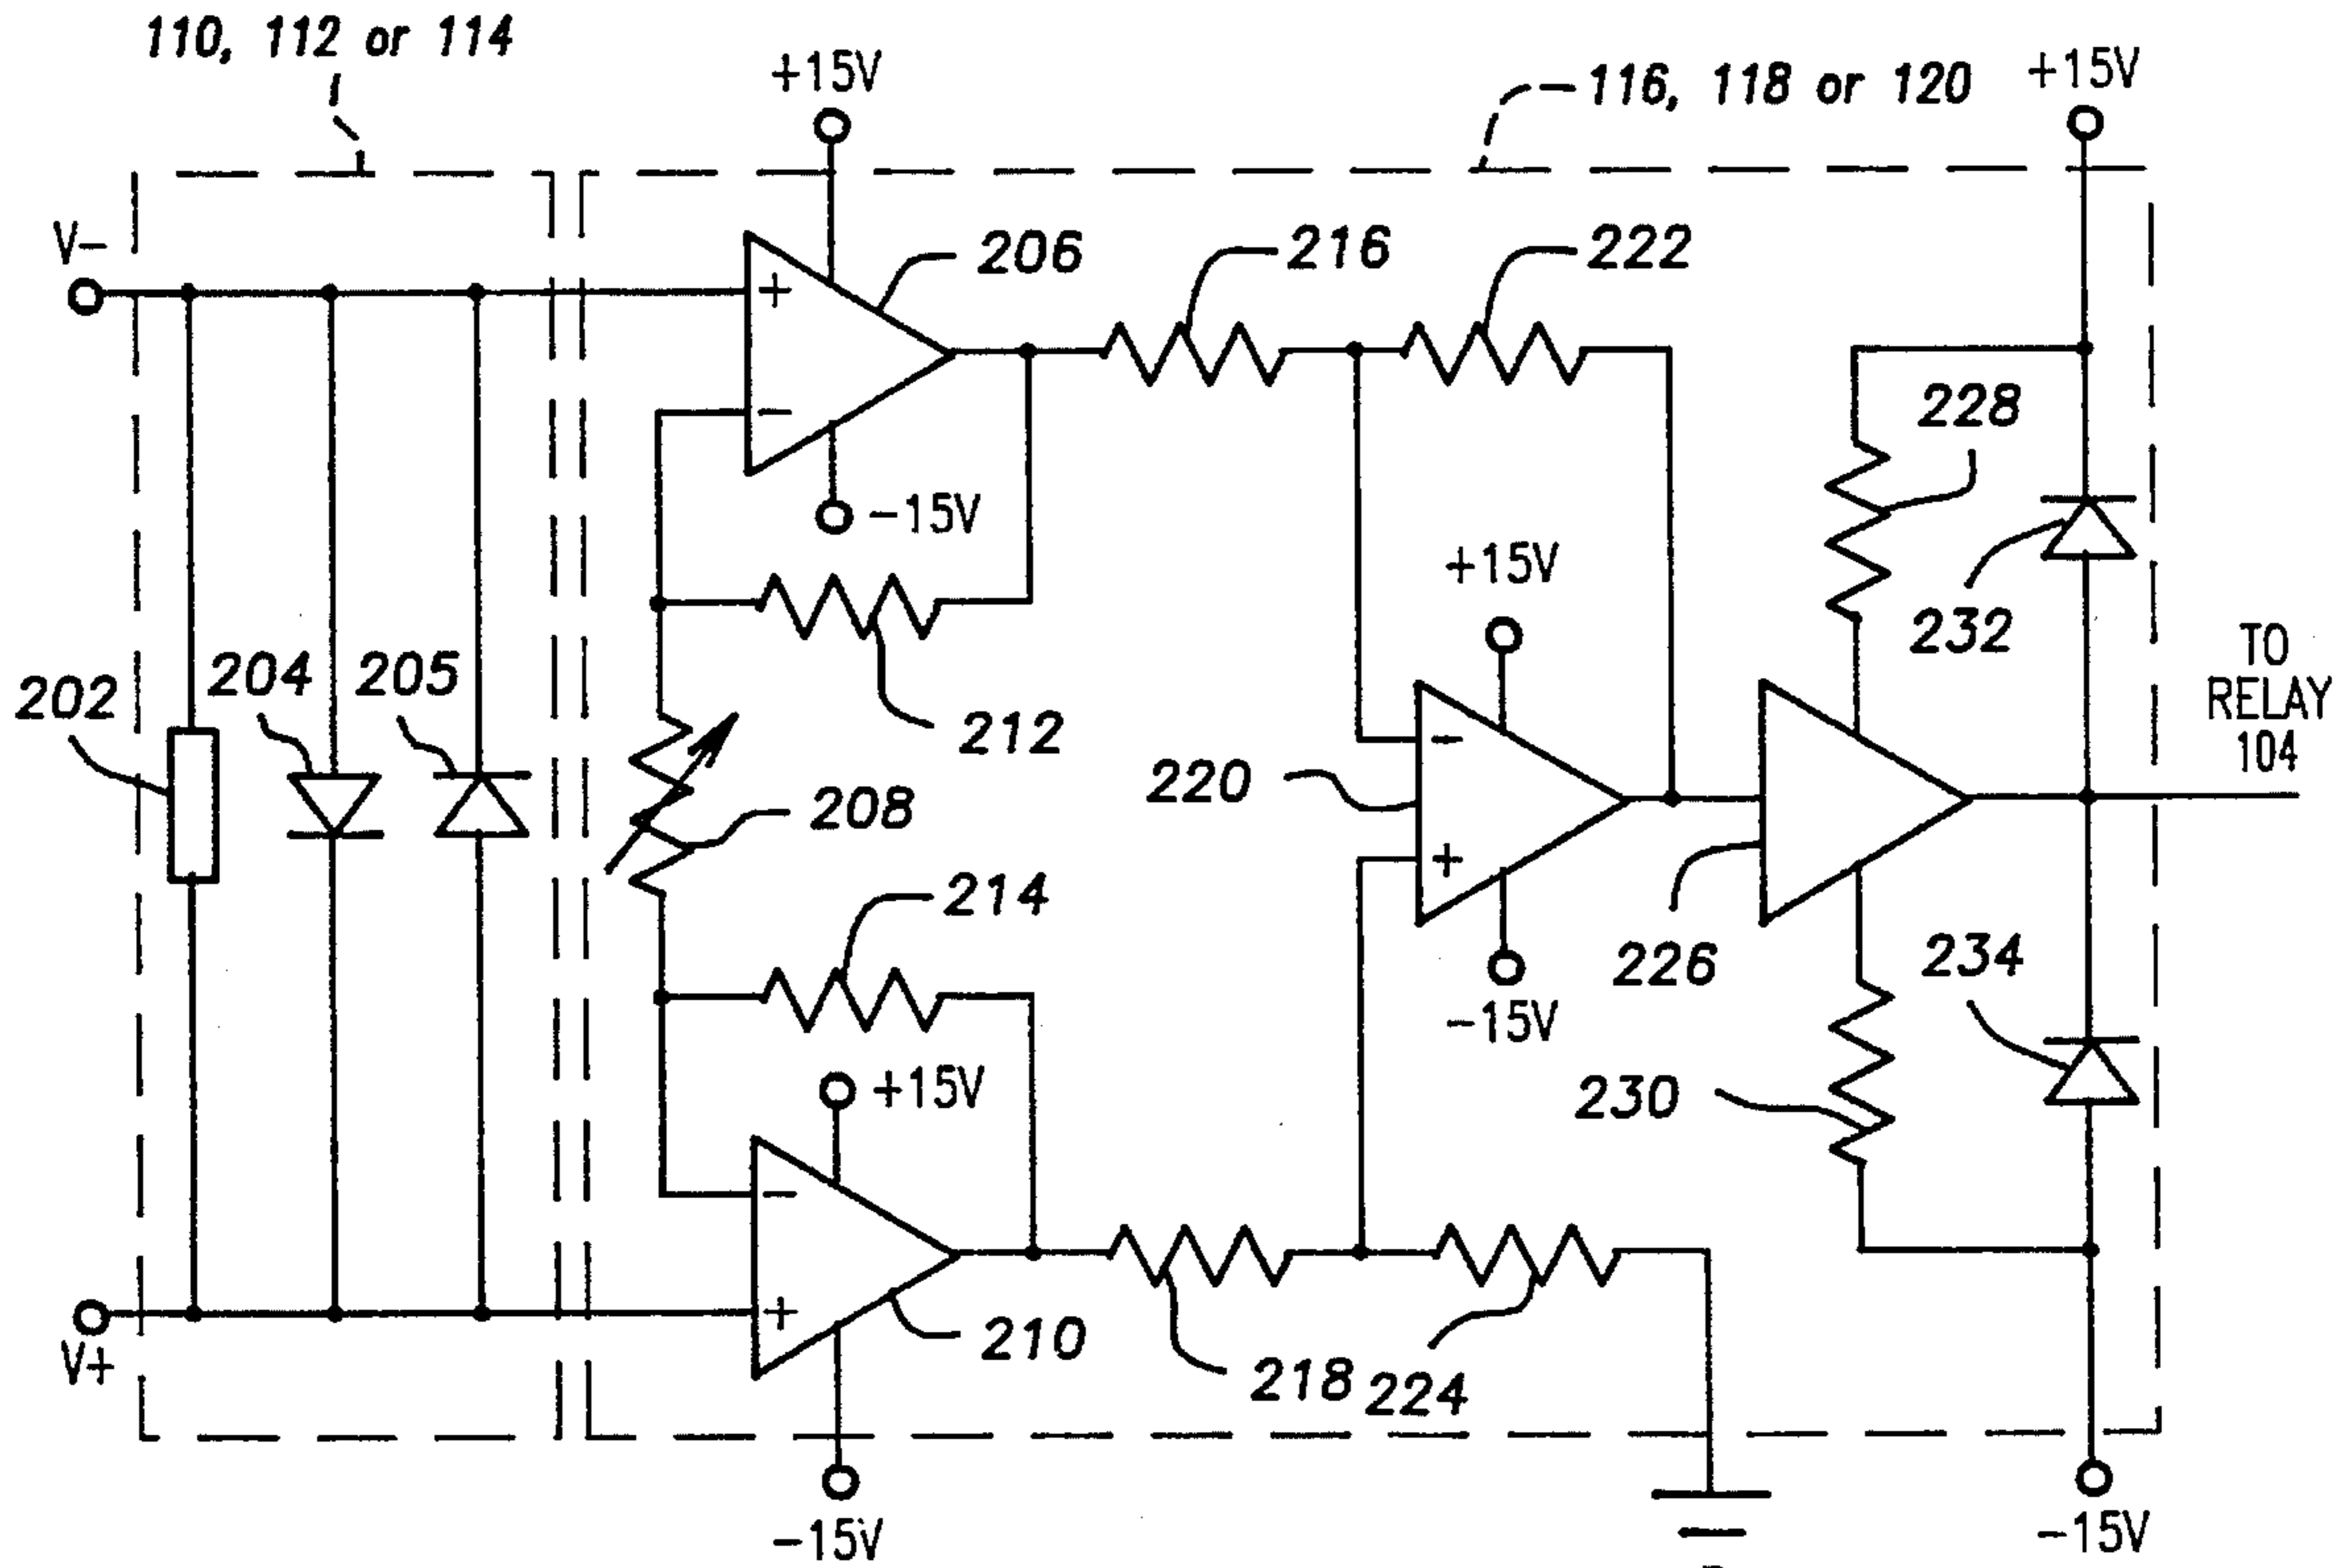 110, 112 or 114
+15V
116, 118 or 120
+15V
V-
+
206
216
222
-
-15V
228
+15V
232
TO
RELAY
104
202
204
205
212
208
220
-
+
226
214
-15V
234
+15V
230
-
+
210
218
224
V+
-15V
-15V